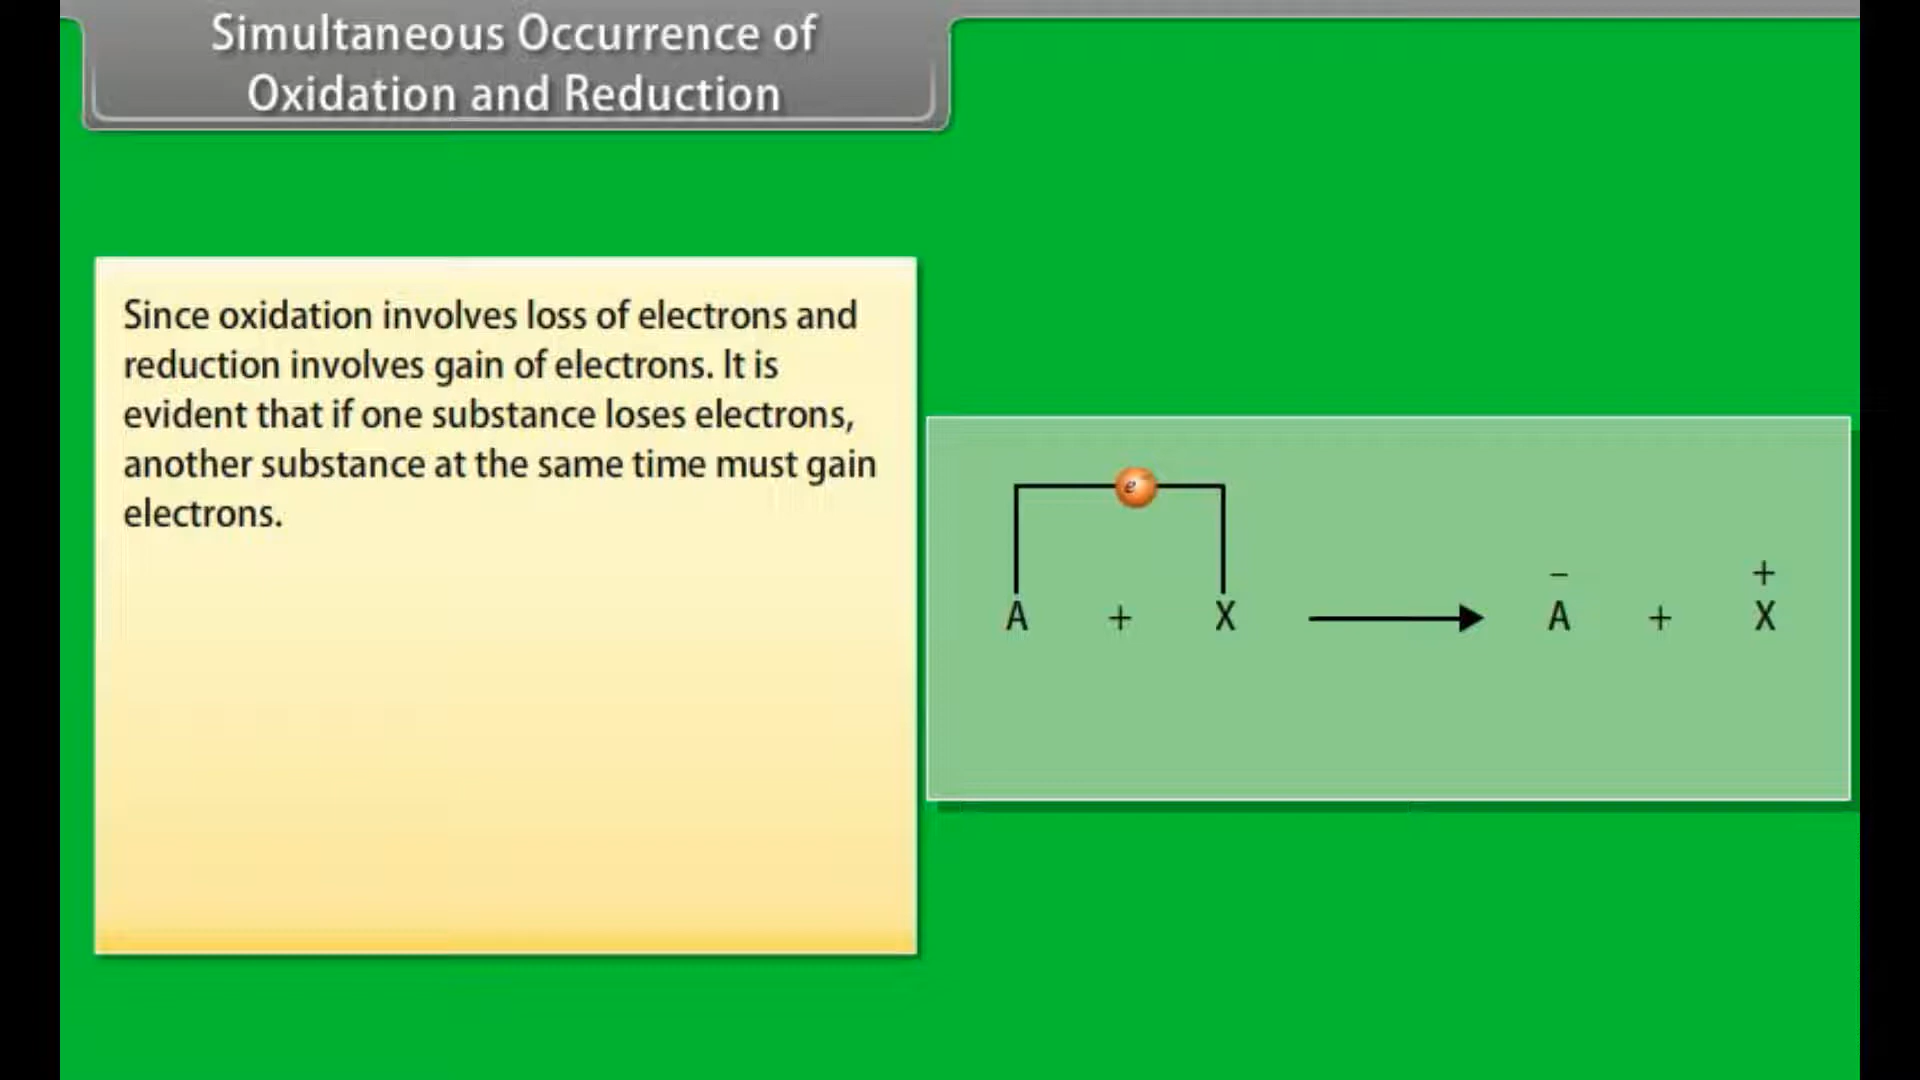 Simultaneous Occurrence of
Oxidation and Reduction
Since oxidation involves loss of electrons and
reduction involves gain of electrons. It is
evident that if one substance loses electrons,
another substance at the same time must gain
electrons.
e⁻
− +
A + X A + X